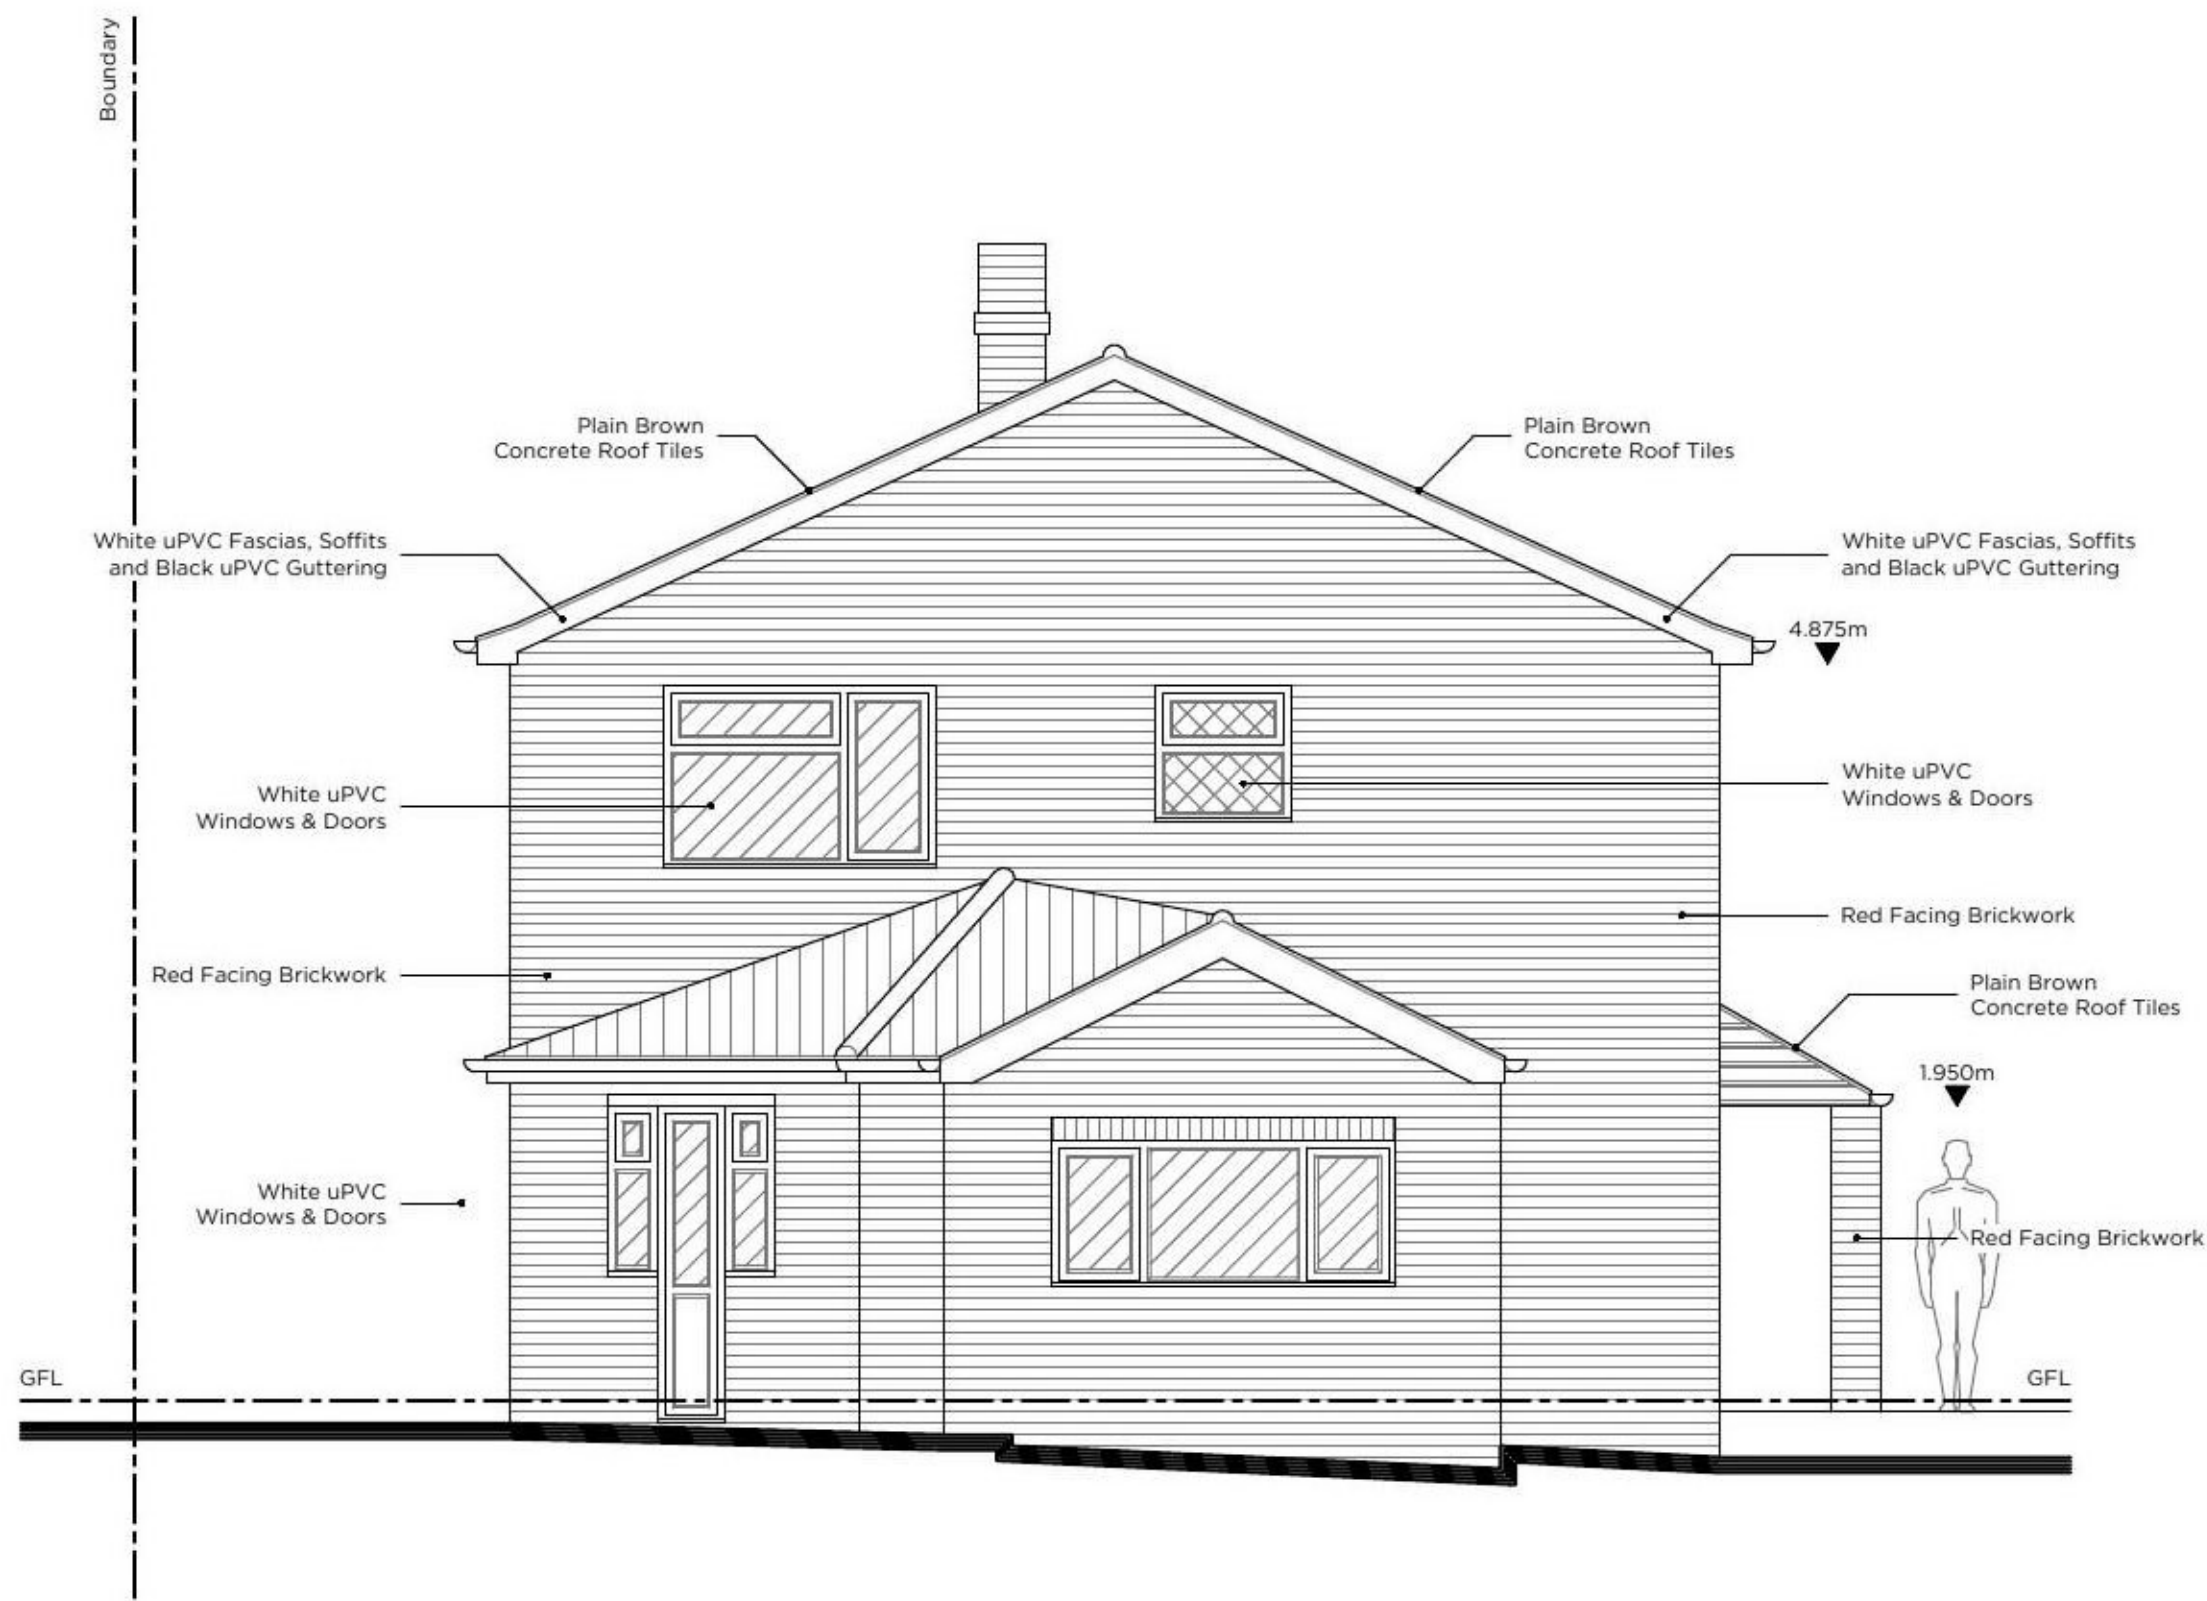 Boundary
Plain Brown
Concrete Roof Tiles
Plain Brown
Concrete Roof Tiles
White uPVC Fascias, Soffits
and Black uPVC Guttering
White uPVC Fascias, Soffits
and Black uPVC Guttering
4.875m
White uPVC
Windows & Doors
White uPVC
Windows & Doors
Red Facing Brickwork
Red Facing Brickwork
Plain Brown
Concrete Roof Tiles
1.950m
White uPVC
Windows & Doors
Red Facing Brickwork
GFL
GFL